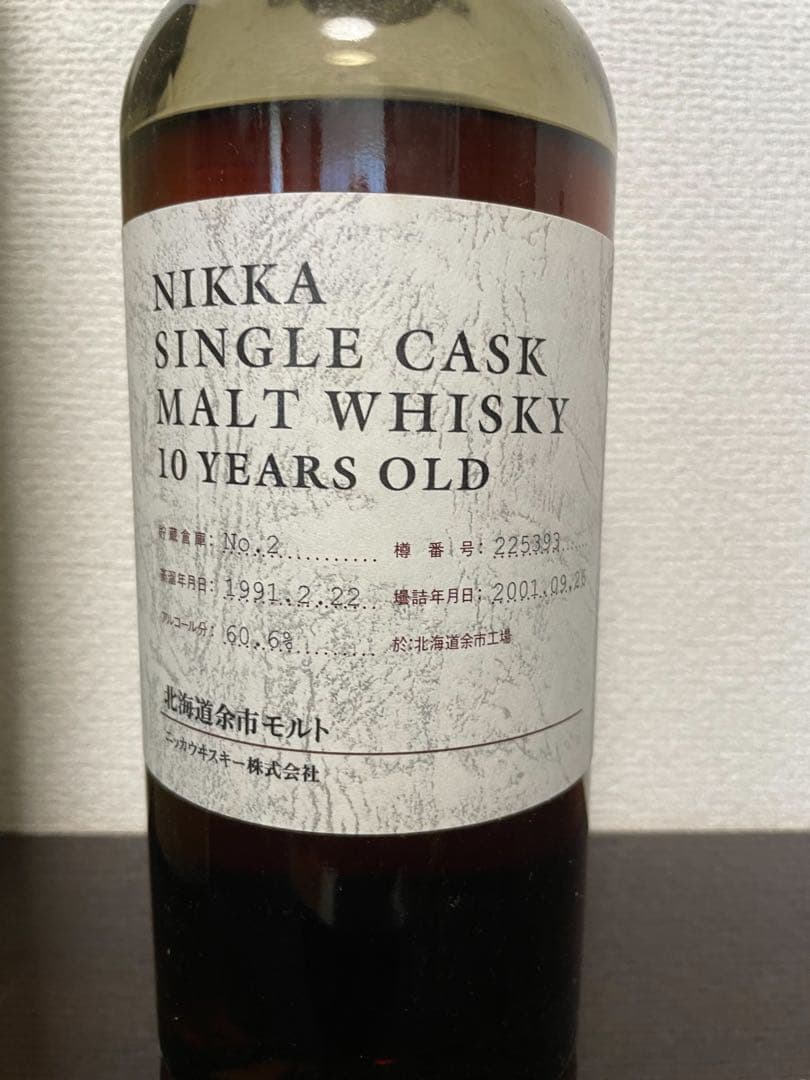 NIKKA
SINGLE CASK
MALT WHISKY
10 YEARS OLD
貯蔵倉庫: No.2 樽番号: 225393
蒸溜年月日: 1991.2.22 壜詰年月日: 2001.09.26
アルコール分: 60.6% 於:北海道余市工場
北海道余市モルト
ニッカウヰスキー株式会社